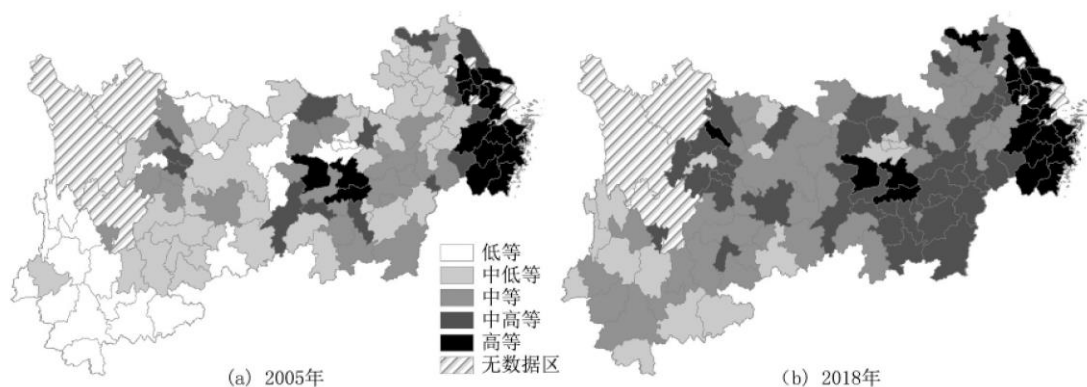 低等
中低等
中等
中高等
高等
无数据区
(a) 2005年
(b) 2018年